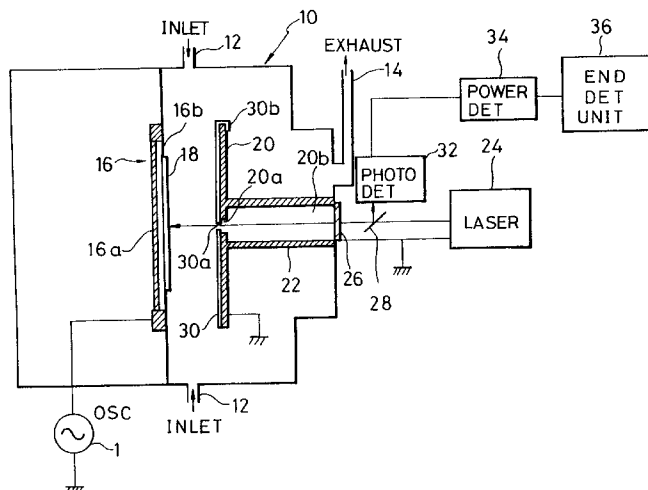 INLET
12
10
EXHAUST
14
34
36
POWER
DET
END
DET
UNIT
16b
18
16
30b
20
20a
20b
32
PHOTO
DET
24
LASER
16a
30a
22
26
28
30
OSC
1
INLET
12